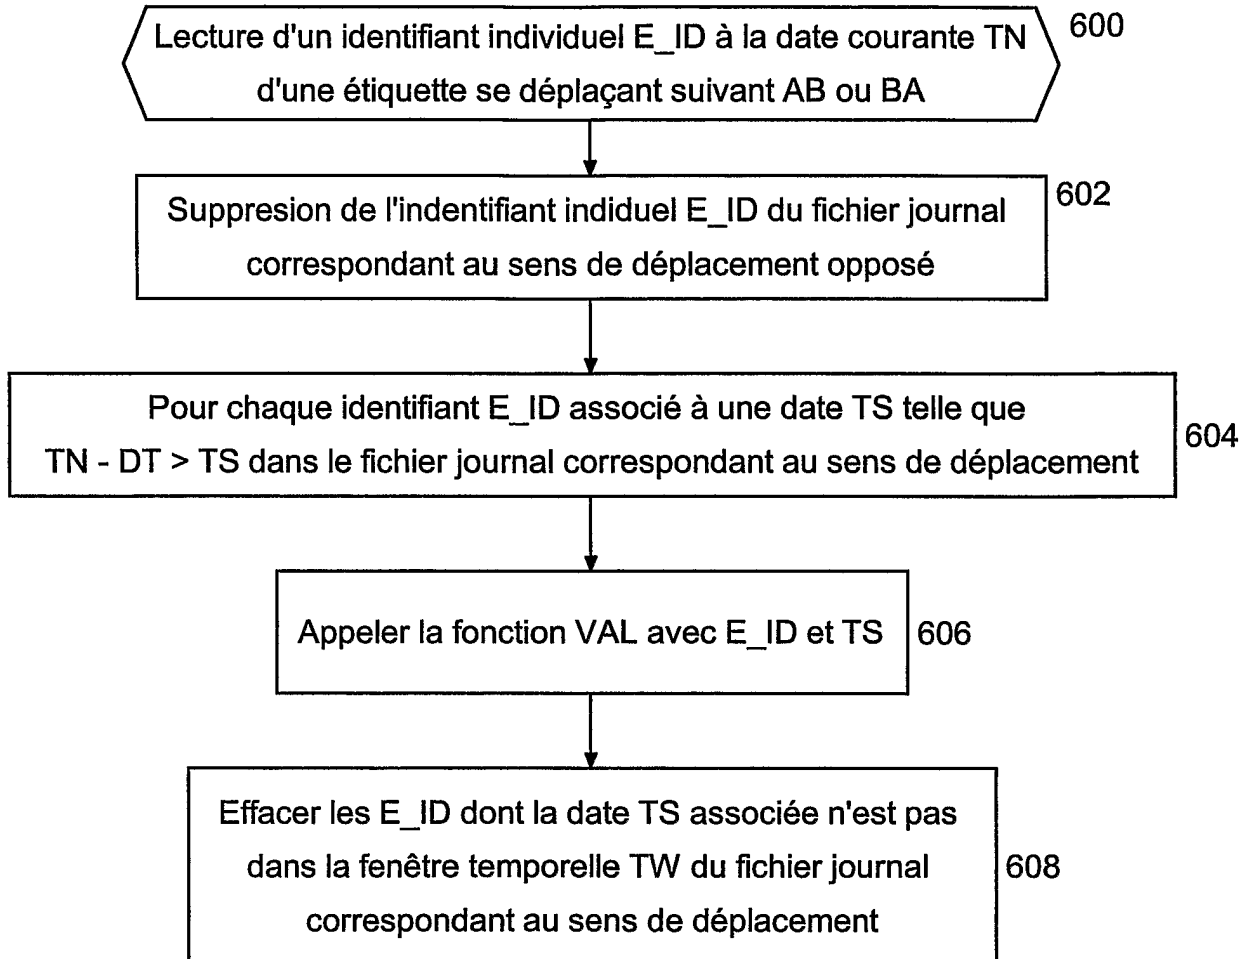 Lecture d'un identifiant individuel E_ID à la date courante TN
d'une étiquette se déplaçant suivant AB ou BA
600
Suppresion de l'indentifiant indiduel E_ID du fichier journal
correspondant au sens de déplacement opposé
602
Pour chaque identifiant E_ID associé à une date TS telle que
TN - DT > TS dans le fichier journal correspondant au sens de déplacement
604
Appeler la fonction VAL avec E_ID et TS
606
Effacer les E_ID dont la date TS associée n'est pas
dans la fenêtre temporelle TW du fichier journal
correspondant au sens de déplacement
608